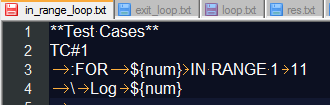 in_range_loop.txt exit_loop.txt loop.txt res.txt
1 **Test Cases**
2 TC#1
3 →:FOR→${num}→IN·RANGE·1→11
4 →\→Log→${num}
5